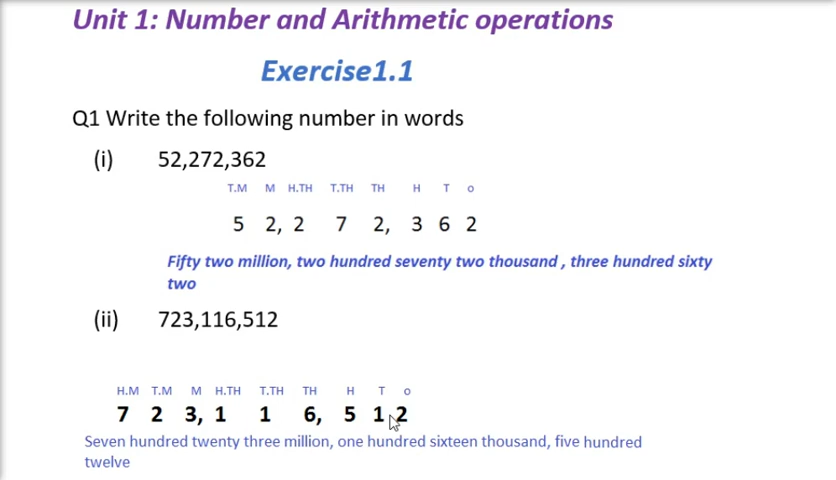 Unit 1: Number and Arithmetic operations
Exercise1.1
Q1 Write the following number in words
(i) 52,272,362
T.M M H.TH T.TH TH H T O
5 2, 2 7 2, 3 6 2
Fifty two million, two hundred seventy two thousand , three hundred sixty
two
(ii) 723,116,512
H.M T.M M H.TH T.TH TH H T O
7 2 3, 1 1 6, 5 1 2
Seven hundred twenty three million, one hundred sixteen thousand, five hundred
twelve